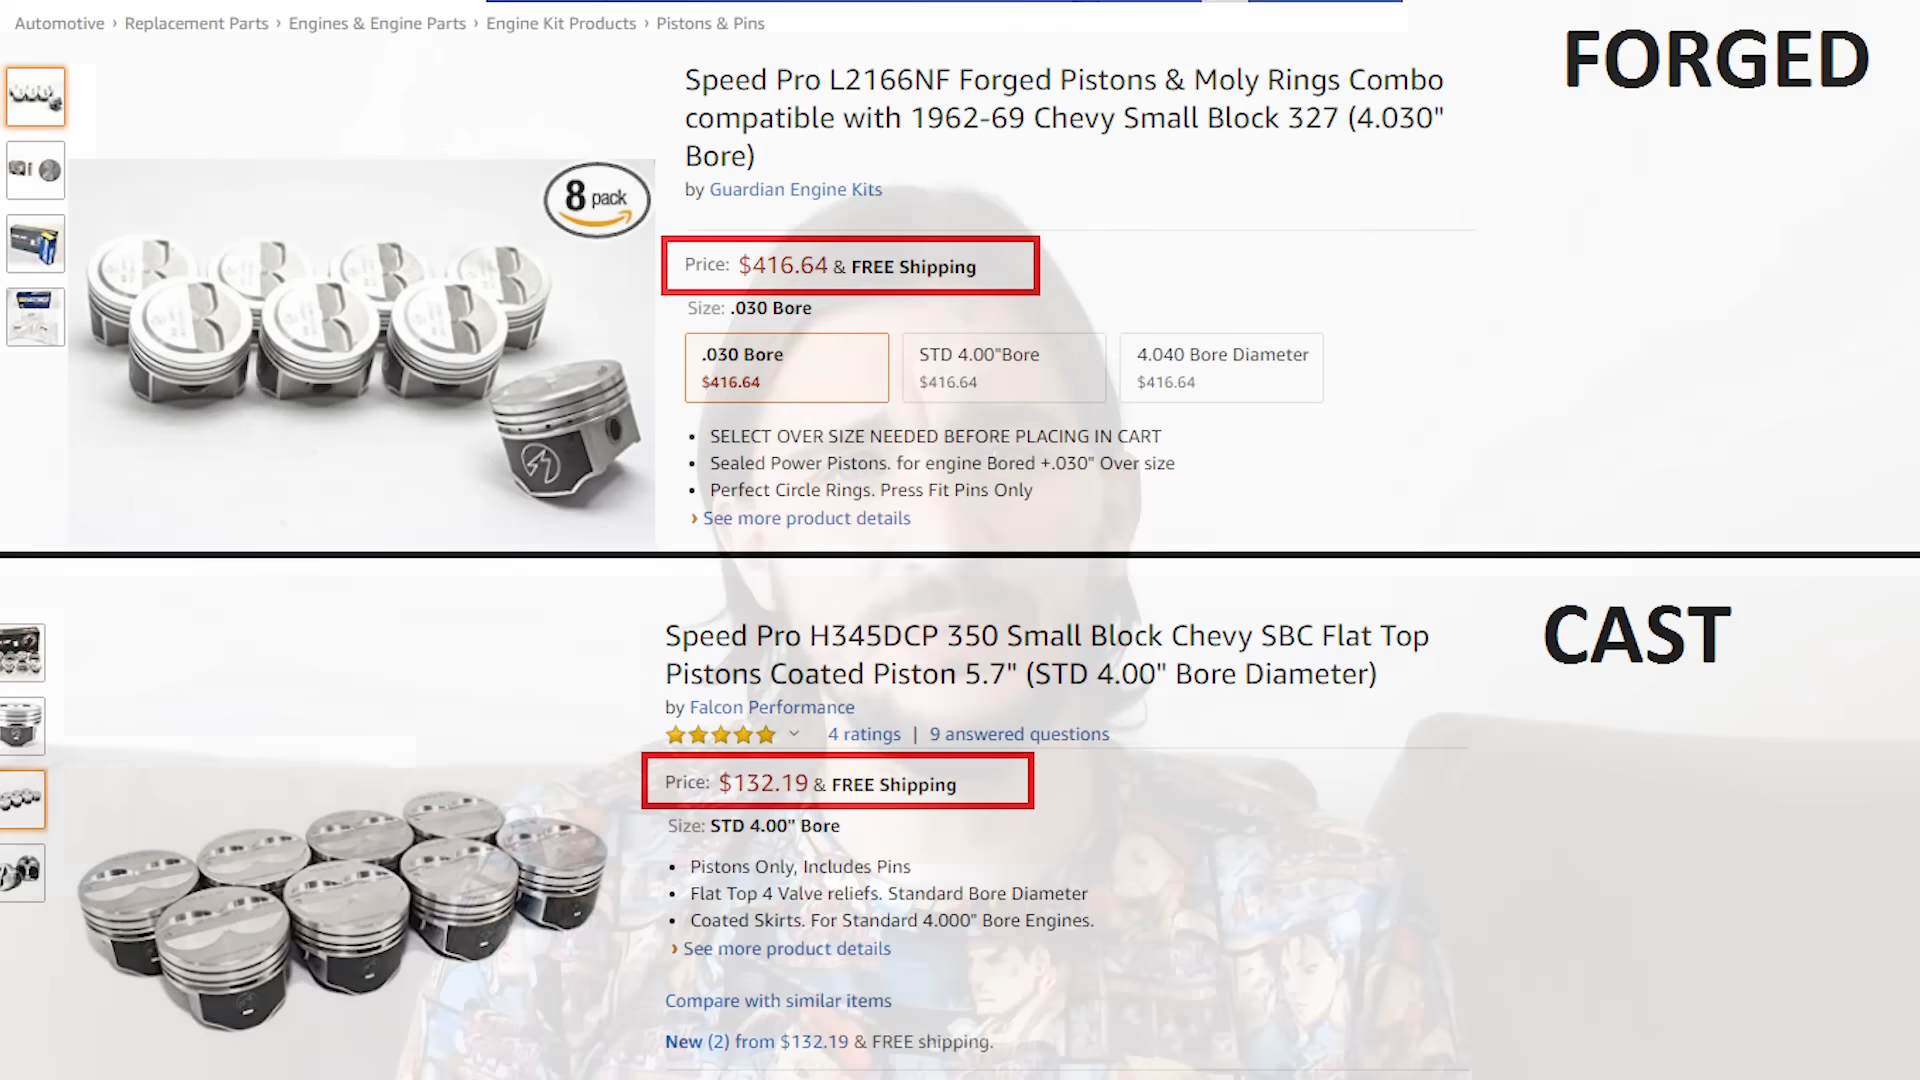 Automotive › Replacement Parts › Engines & Engine Parts › Engine Kit Products › Pistons & Pins
FORGED
Speed Pro L2166NF Forged Pistons & Moly Rings Combo
compatible with 1962-69 Chevy Small Block 327 (4.030"
Bore)
by Guardian Engine Kits
8 pack
Price: $416.64 & FREE Shipping
Size: .030 Bore
.030 Bore
$416.64
STD 4.00"Bore
$416.64
4.040 Bore Diameter
$416.64
• SELECT OVER SIZE NEEDED BEFORE PLACING IN CART
• Sealed Power Pistons. for engine Bored +.030" Over size
• Perfect Circle Rings. Press Fit Pins Only
› See more product details
CAST
Speed Pro H345DCP 350 Small Block Chevy SBC Flat Top
Pistons Coated Piston 5.7" (STD 4.00" Bore Diameter)
by Falcon Performance
4 ratings | 9 answered questions
Price: $132.19 & FREE Shipping
Size: STD 4.00" Bore
• Pistons Only, Includes Pins
• Flat Top 4 Valve reliefs. Standard Bore Diameter
• Coated Skirts. For Standard 4.000" Bore Engines.
› See more product details
Compare with similar items
New (2) from $132.19 & FREE shipping.